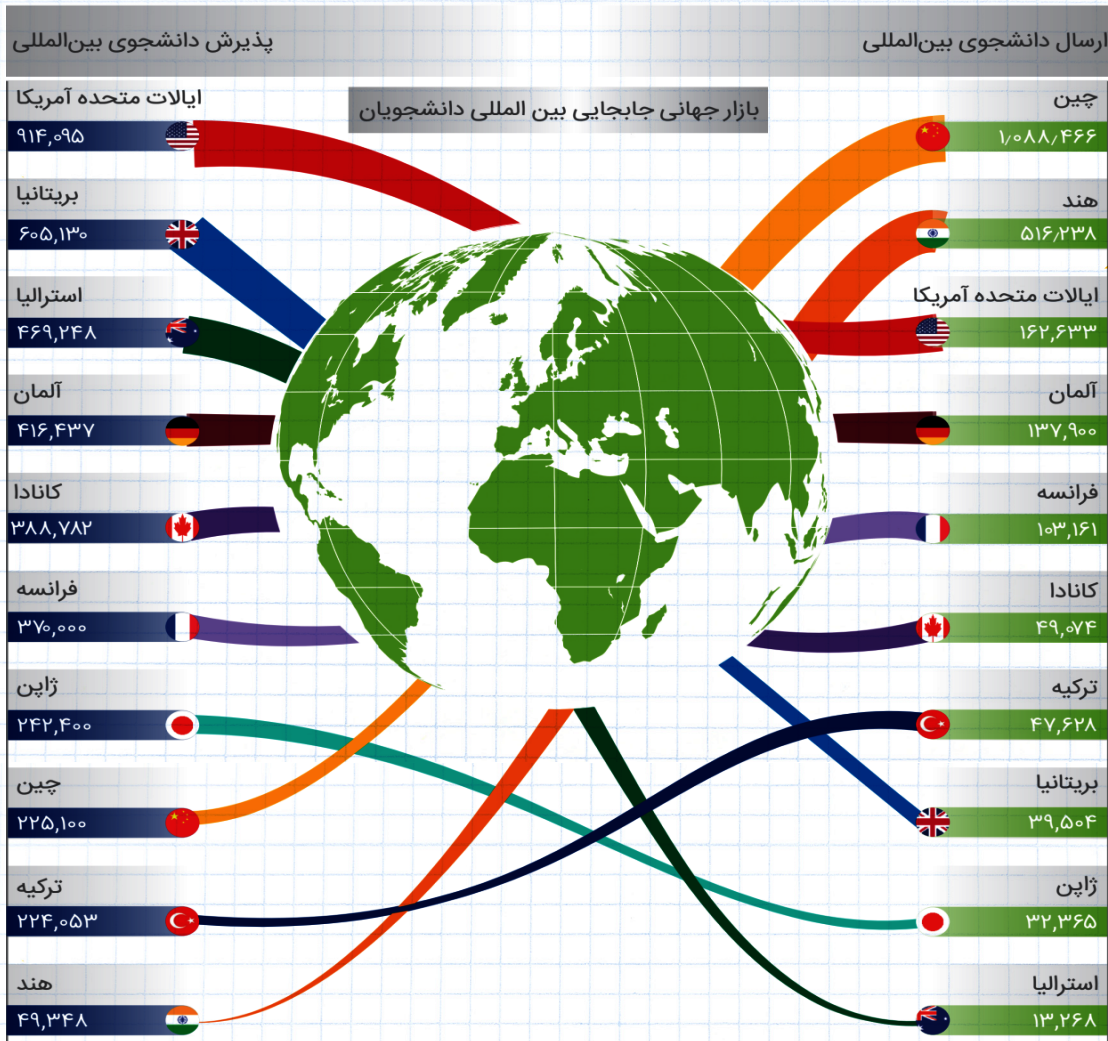 ارسال دانشجوی بین‌المللی
پذیرش دانشجوی بین‌المللی
بازار جهانی جابجایی بین المللی دانشجویان
چین
۱٫۰۸۸٫۴۶۶
هند
۵۱۶٫۲۳۸
ایالات متحده آمریکا
۱۶۲,۶۳۳
آلمان
۱۳۷,۹۰۰
فرانسه
۱۰۳,۱۶۱
کانادا
۴۹,۰۷۴
ترکیه
۴۷,۶۲۸
بریتانیا
۳۹,۵۰۴
ژاپن
۳۲,۳۶۵
استرالیا
۱۳,۲۶۸
ایالات متحده آمریکا
۹۱۴,۰۹۵
بریتانیا
۶۰۵,۱۳۰
استرالیا
۴۶۹,۲۴۸
آلمان
۴۱۶,۴۳۷
کانادا
۳۸۸,۷۸۲
فرانسه
۳۷۰,۰۰۰
ژاپن
۲۴۲,۴۰۰
چین
۲۲۵,۱۰۰
ترکیه
۲۲۴,۰۵۳
هند
۴۹,۳۴۸